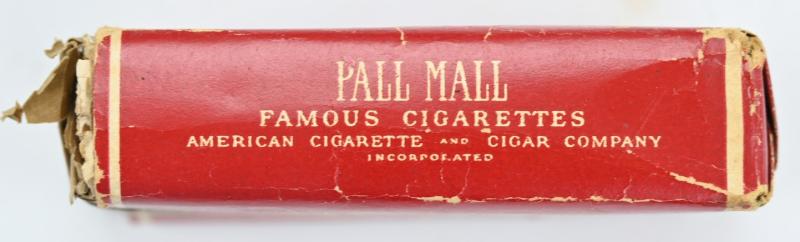 PALL MALL
FAMOUS CIGARETTES
AMERICAN CIGARETTE AND CIGAR COMPANY
INCORPORATED